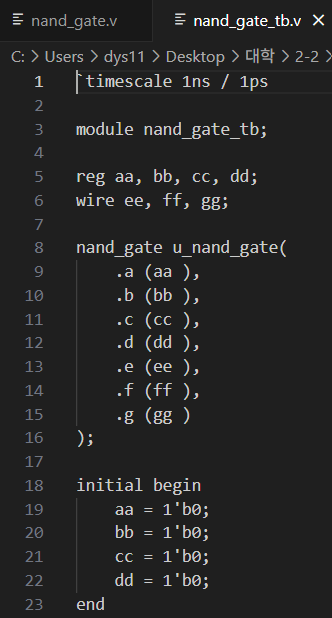 nand_gate.v nand_gate_tb.v ×
C: > Users > dys11 > Desktop > 대학 > 2-2 >
1 `timescale 1ns / 1ps
2
3 module nand_gate_tb;
4
5 reg aa, bb, cc, dd;
6 wire ee, ff, gg;
7
8 nand_gate u_nand_gate(
9 .a (aa ),
10 .b (bb ),
11 .c (cc ),
12 .d (dd ),
13 .e (ee ),
14 .f (ff ),
15 .g (gg )
16 );
17
18 initial begin
19 aa = 1'b0;
20 bb = 1'b0;
21 cc = 1'b0;
22 dd = 1'b0;
23 end